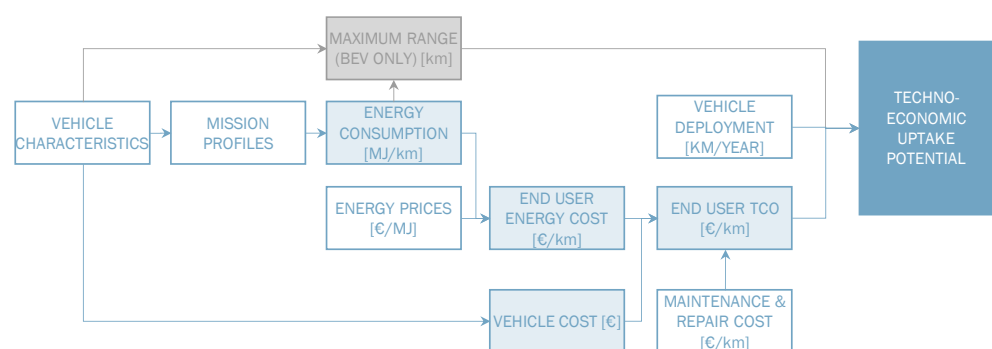 MAXIMUM RANGE
(BEV ONLY) [km]
VEHICLE
CHARACTERISTICS
MISSION
PROFILES
ENERGY
CONSUMPTION
[MJ/km]
VEHICLE
DEPLOYMENT
[KM/YEAR]
TECHNO-
ECONOMIC
UPTAKE
POTENTIAL
ENERGY PRICES
[€/MJ]
END USER
ENERGY COST
[€/km]
END USER TCO
[€/km]
VEHICLE COST [€]
MAINTENANCE &
REPAIR COST
[€/km]